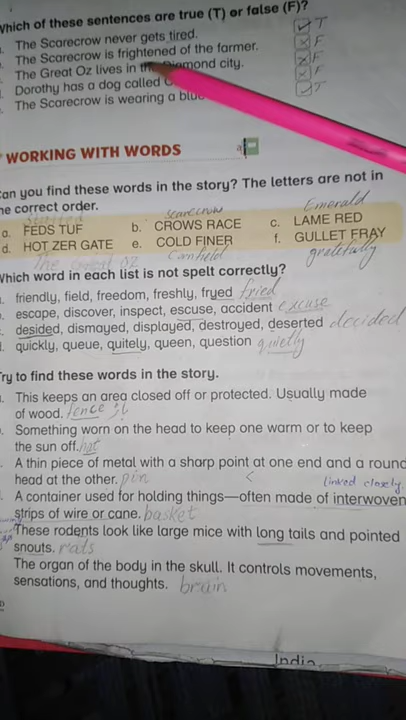 Which of these sentences are true (T) or false (F)?
The Scarecrow never gets tired. T
The Scarecrow is frightened of the farmer. F
The Great Oz lives in the Diamond city. F
Dorothy has a dog called F
The Scarecrow is wearing a blue T
WORKING WITH WORDS
Can you find these words in the story? The letters are not in
the correct order.
scarecrow Emerald
a. FEDS TUF b. CROWS RACE c. LAME RED
d. HOT ZER GATE e. COLD FINER f. GULLET FRAY
The Great Oz Cornfield gratefully
Which word in each list is not spelt correctly?
friendly, field, freedom, freshly, fryed fried
escape, discover, inspect, escuse, accident excuse
desided, dismayed, displayed, destroyed, deserted decided
quickly, queue, quitely, queen, question quietly
Try to find these words in the story.
This keeps an area closed off or protected. Usually made
of wood. fence
Something worn on the head to keep one warm or to keep
the sun off. hat
A thin piece of metal with a sharp point at one end and a round
head at the other. pin
linked closely
A container used for holding things—often made of interwoven
strips of wire or cane. basket
These rodents look like large mice with long tails and pointed
snouts. rats
The organ of the body in the skull. It controls movements,
sensations, and thoughts. brain
India